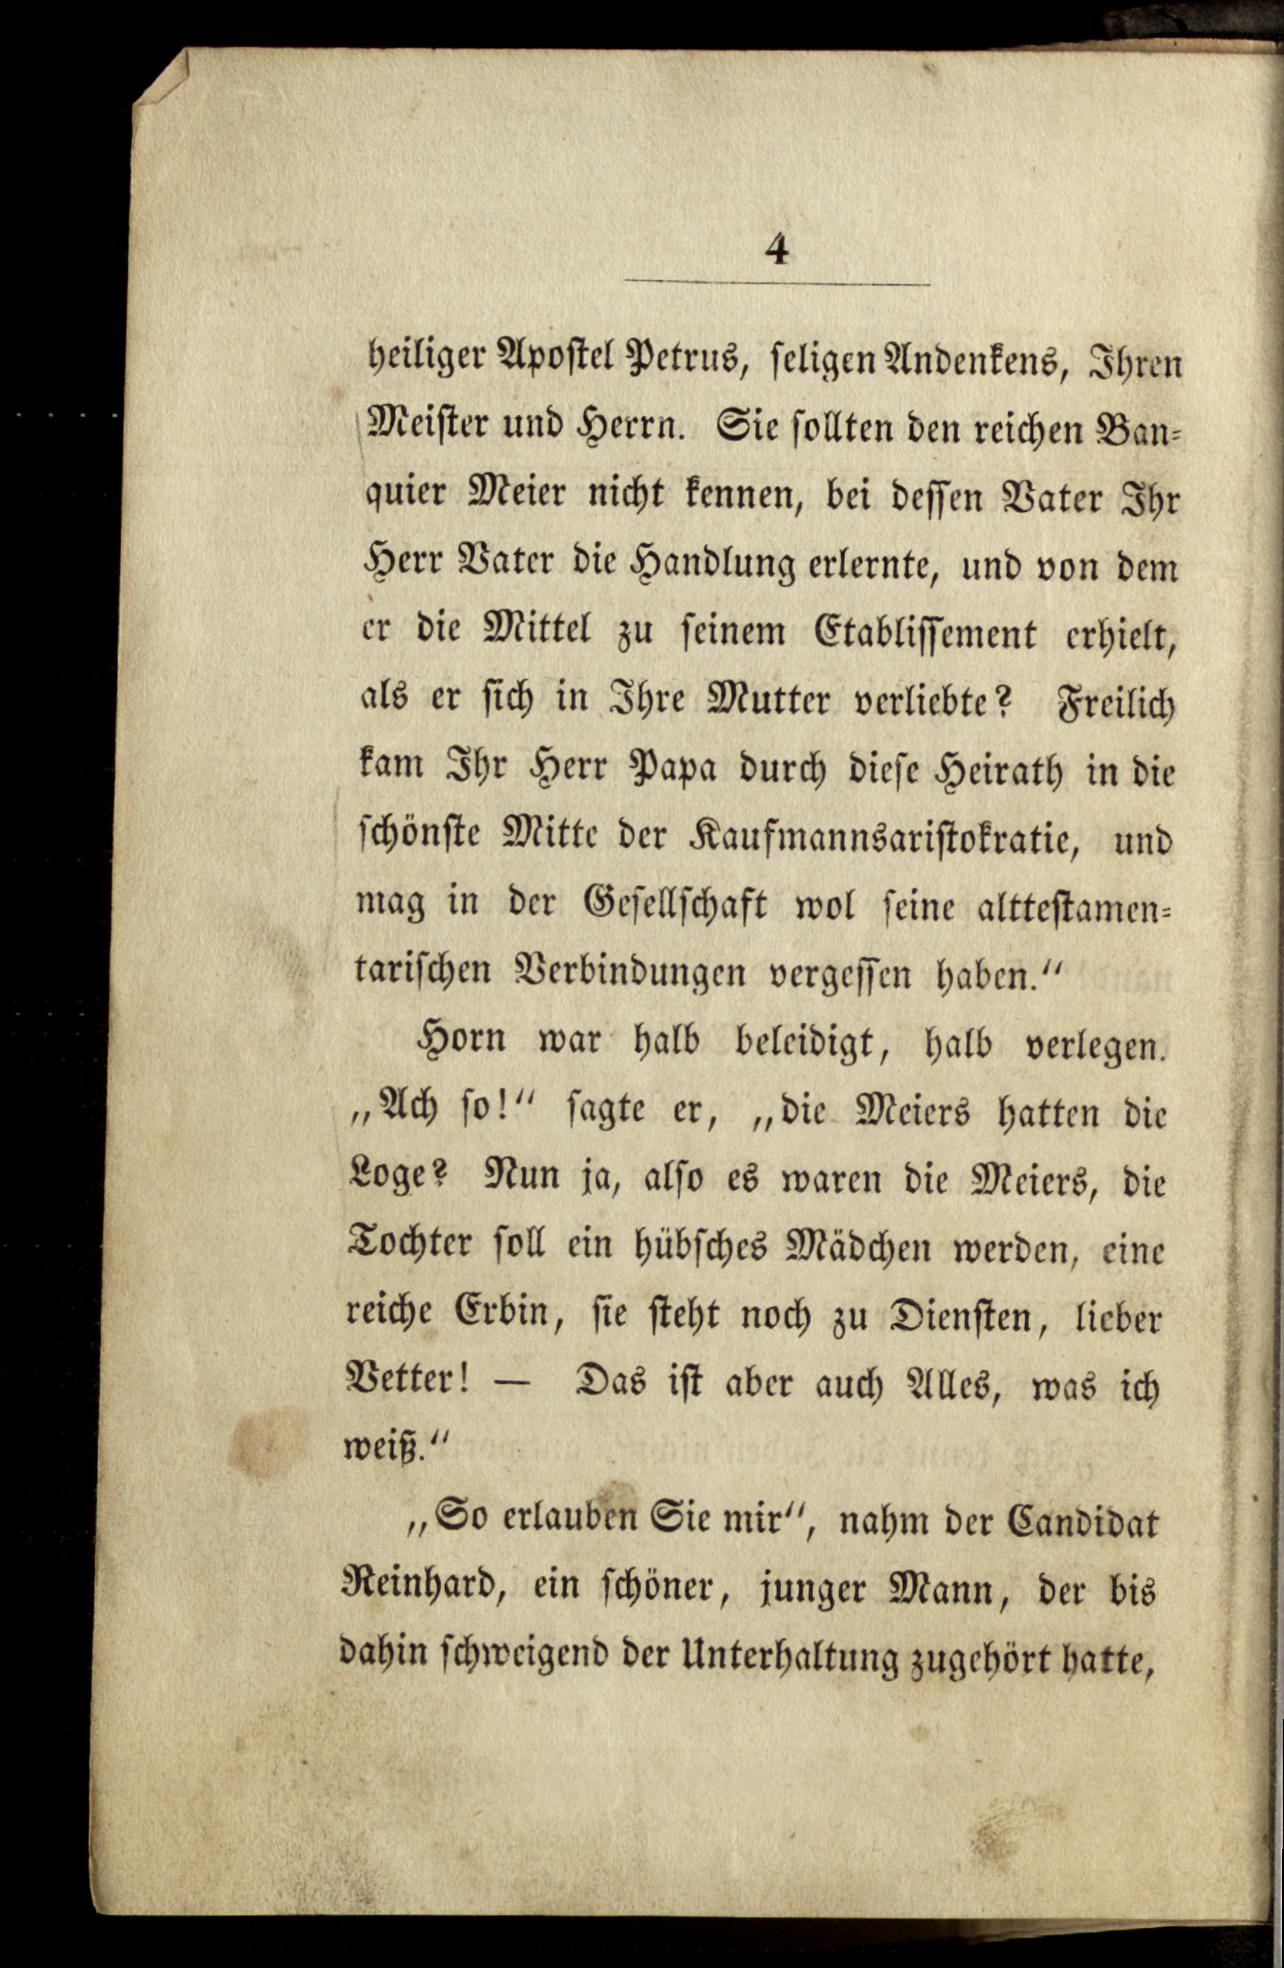 4
heiliger Apostel Petrus, seligen Andenkens, Ihren
Meister und Herrn. Sie sollten den reichen Ban-
quier Meier nicht kennen, bei dessen Vater Ihr
Herr Vater die Handlung erlernte, und von dem
er die Mittel zu seinem Etablissement erhielt,
als er sich in Ihre Mutter verliebte? Freilich
kam Ihr Herr Papa durch diese Heirath in die
schönste Mitte der Kaufmannsaristokratie, und
mag in der Gesellschaft wol seine alttestamen-
tarischen Verbindungen vergessen haben.“
Horn war halb beleidigt, halb verlegen.
„Ach so!“ sagte er, „die Meiers hatten die
Loge? Nun ja, also es waren die Meiers, die
Tochter soll ein hübsches Mädchen werden, eine
reiche Erbin, sie steht noch zu Diensten, lieber
Vetter! — Das ist aber auch Alles, was ich
weiß.“
„So erlauben Sie mir“, nahm der Candidat
Reinhard, ein schöner, junger Mann, der bis
dahin schweigend der Unterhaltung zugehört hatte,